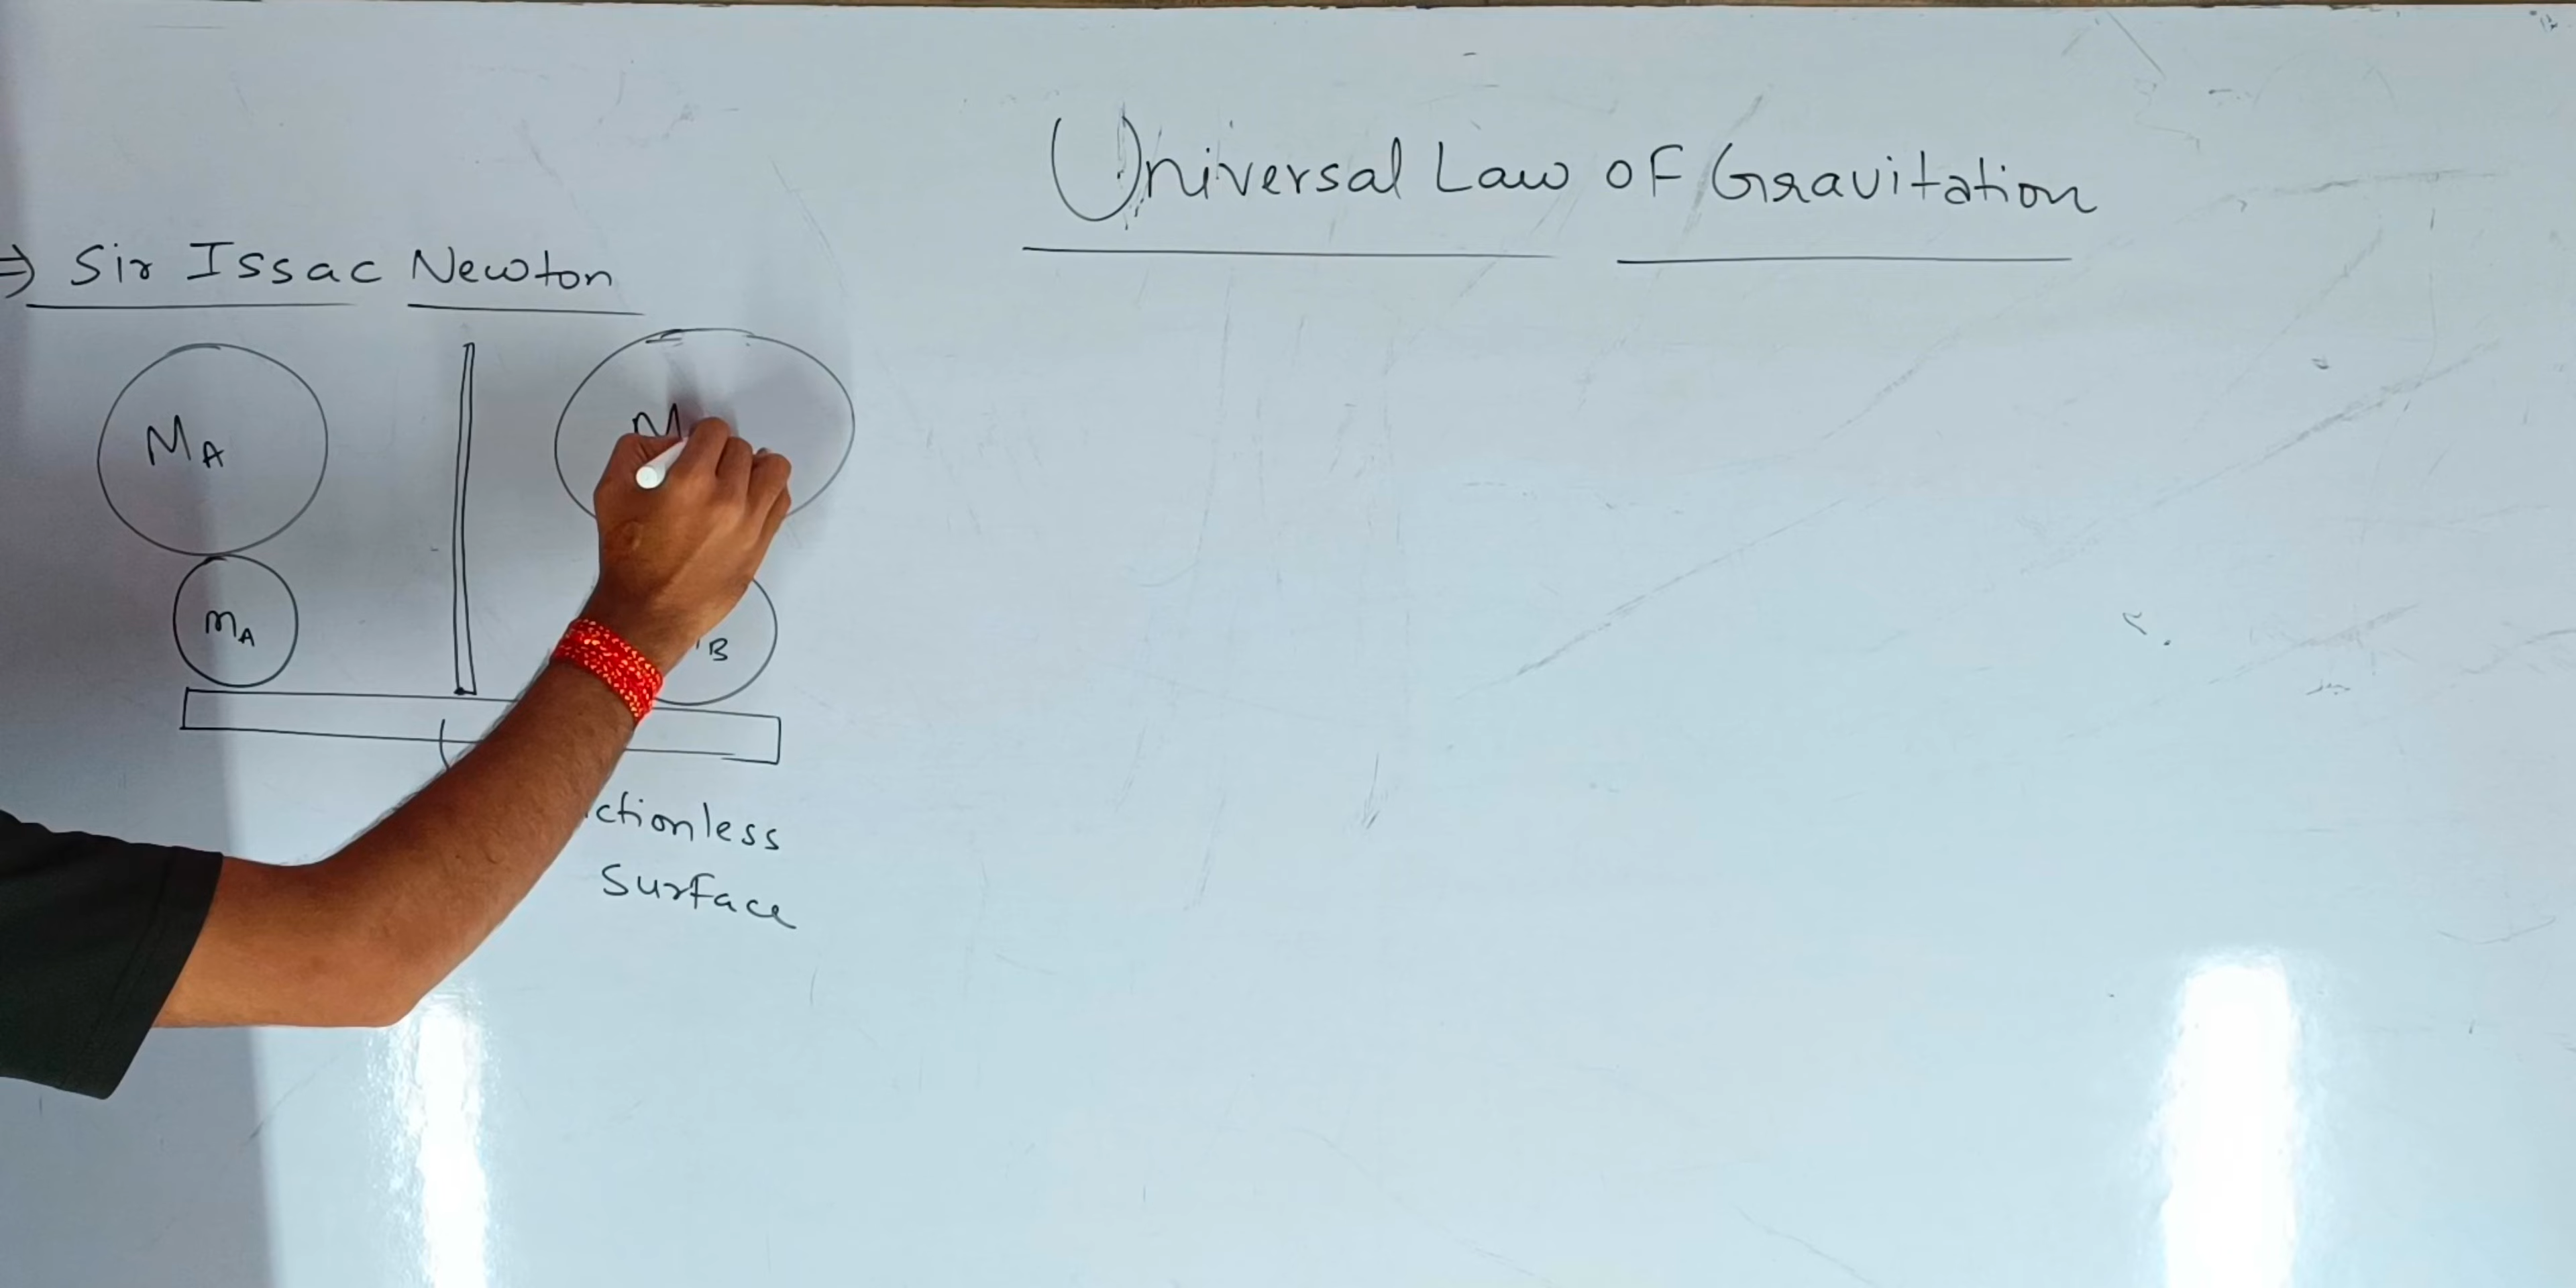 Universal Law of Gravitation
⇒ Sir Issac Newton
MA
M
mA
B
ctionless
Surface